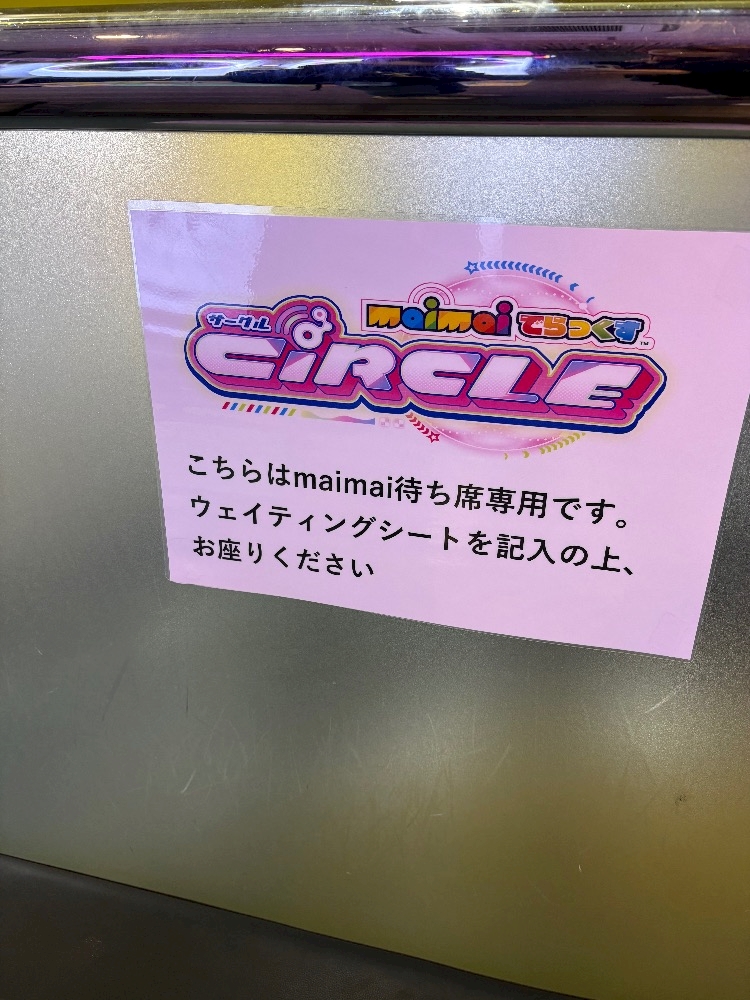 maimai でらっくす™
サークル
CiRCLE
こちらはmaimai待ち席専用です。
ウェイティングシートを記入の上、
お座りください